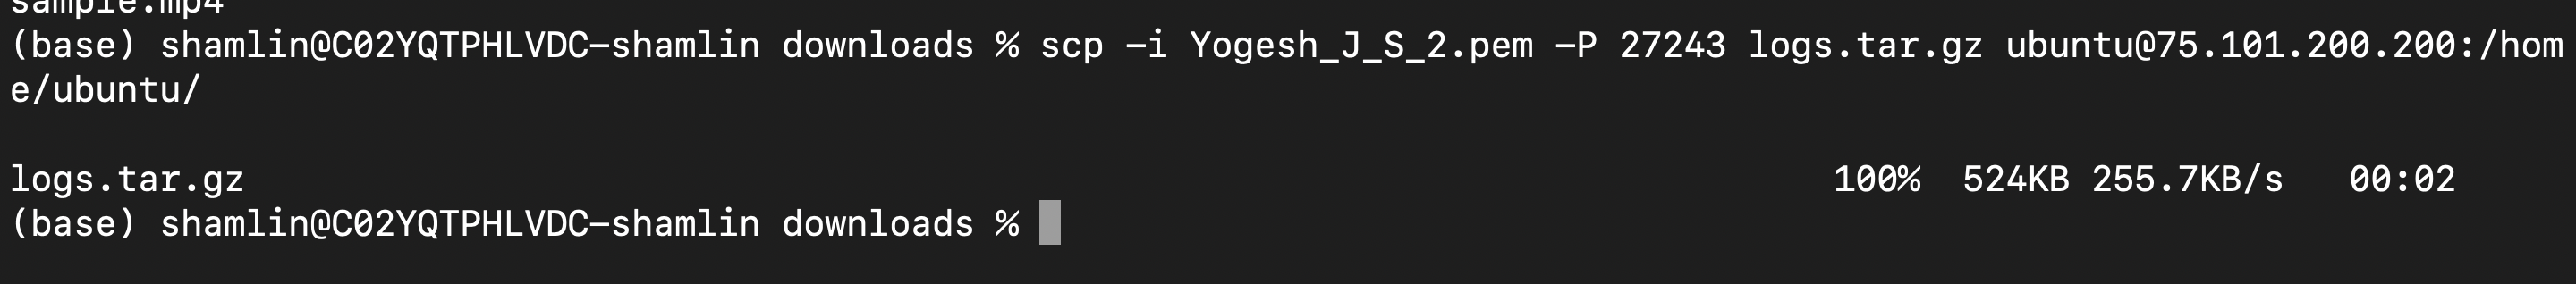 sample.mp4
(base) shamlin@C02YQTPHLVDC-shamlin downloads % scp -i Yogesh_J_S_2.pem -P 27243 logs.tar.gz ubuntu@75.101.200.200:/hom
e/ubuntu/
logs.tar.gz 100% 524KB 255.7KB/s 00:02
(base) shamlin@C02YQTPHLVDC-shamlin downloads %